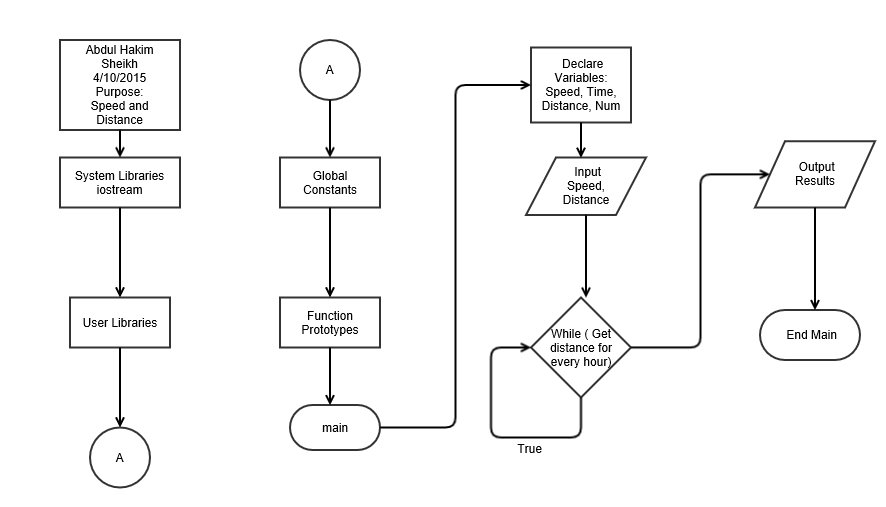 Abdul Hakim
Sheikh
4/10/2015
Purpose:
Speed and
Distance
System Libraries
iostream
User Libraries
A
A
Global
Constants
Function
Prototypes
main
Declare
Variables:
Speed, Time,
Distance, Num
Input
Speed,
Distance
While ( Get
distance for
every hour)
True
Output
Results
End Main